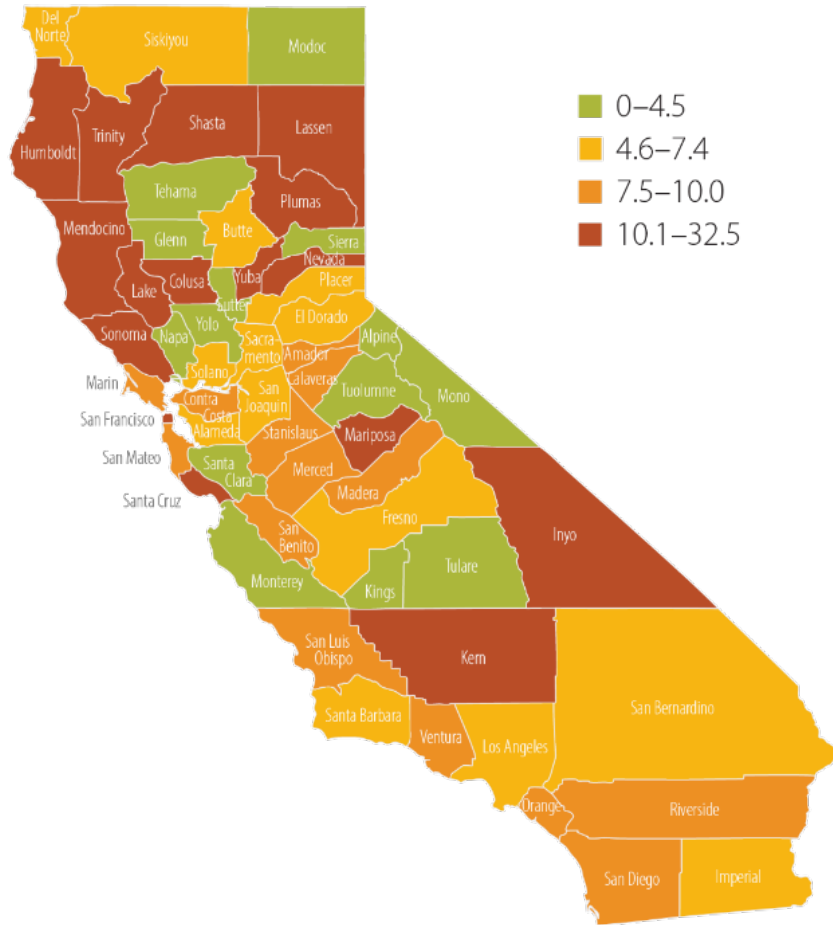 Del
Norte
Siskiyou
Modoc
0–4.5
4.6–7.4
7.5–10.0
10.1–32.5
Humboldt
Trinity
Shasta
Lassen
Tehama
Plumas
Mendocino
Glenn
Butte
Sierra
Nevada
Lake
Colusa
Yuba
Placer
Sutter
Sonoma
Napa
Yolo
El Dorado
Sacra-
mento
Alpine
Amador
Solano
Calaveras
Marin
Contra
Costa
San
Joaquin
Tuolumne
Mono
San Francisco
Alameda
Stanislaus
Mariposa
San Mateo
Santa
Clara
Merced
Santa Cruz
Madera
Fresno
San
Benito
Inyo
Monterey
Kings
Tulare
San Luis
Obispo
Kern
Santa Barbara
Ventura
Los Angeles
San Bernardino
Orange
Riverside
San Diego
Imperial